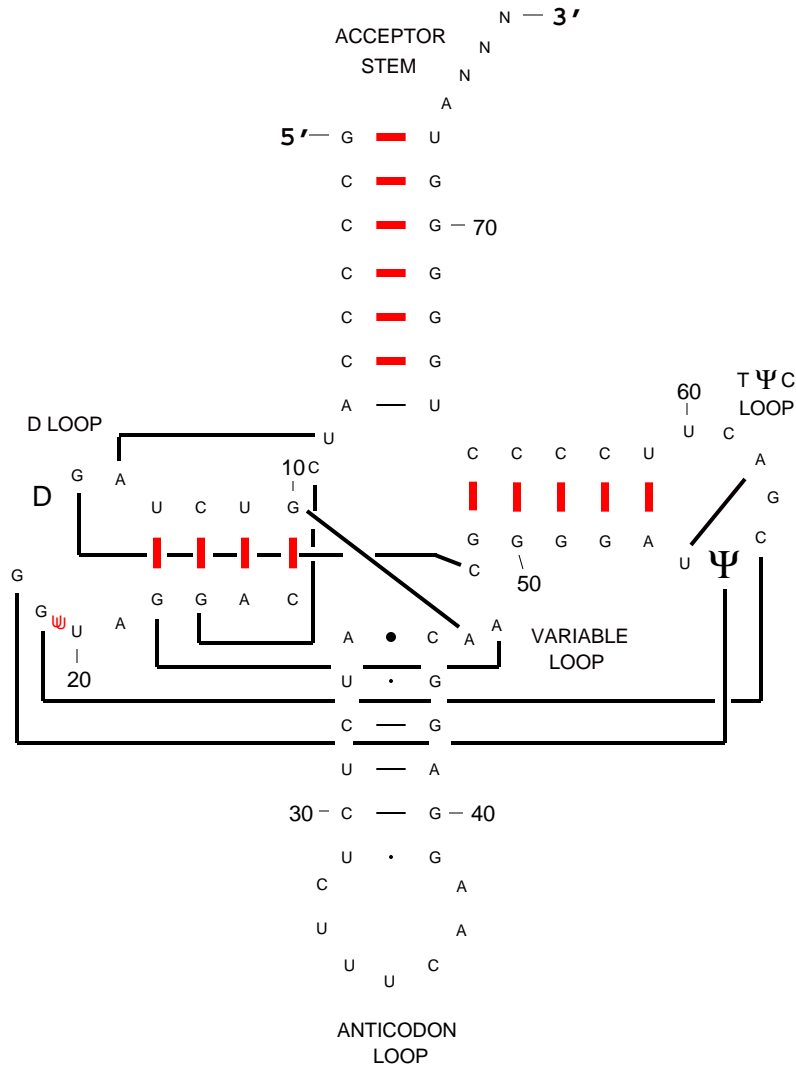 N — 3'
ACCEPTOR
STEM
N
N
A
5' — G U
C G
C G — 70
C G
C G
C G
A U
60
T Ψ C
LOOP
D LOOP
U
U C
C C C C U
A
G A
10 C
D
G
U C U G
G G G G A U Ψ C
C
50
G
G A G G A C
U
20
A C A A
VARIABLE
LOOP
U G
C G
U A
30 — C G — 40
U G
C A
U A
U U C
ANTICODON
LOOP